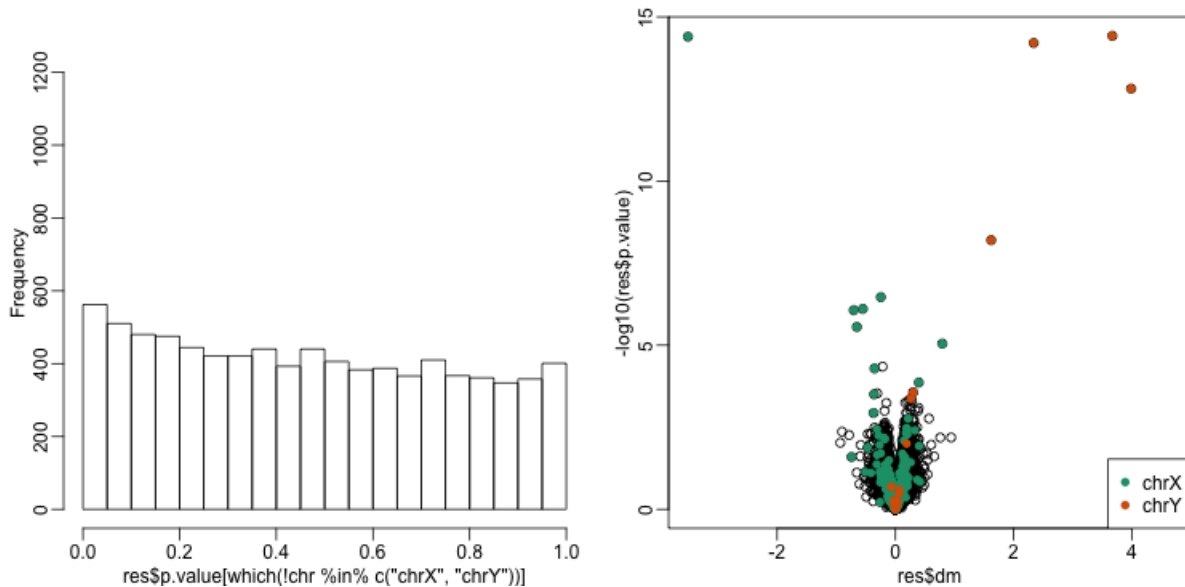 Frequency
0
200
400
600
800
1000
1200
0.0 0.2 0.4 0.6 0.8 1.0
res$p.value[which(!chr %in% c("chrX", "chrY"))]
-log10(res$p.value)
0
5
10
15
-2 0 2 4
res$dm
chrX
chrY